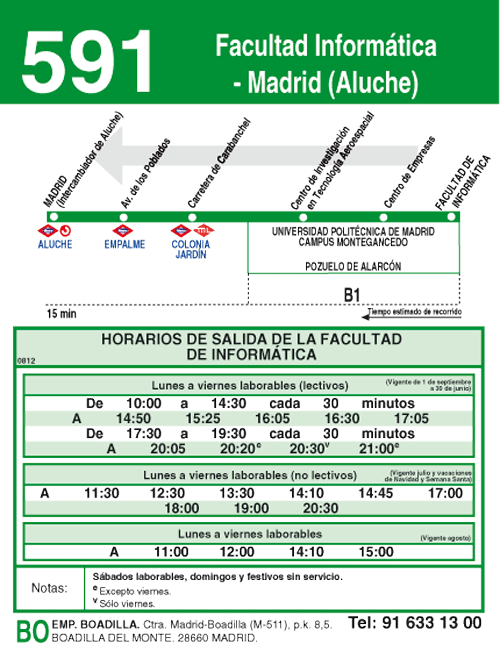 591
Facultad Informática
- Madrid (Aluche)
MADRID
(Intercambiador de Aluche)
Av. de los Poblados
Carretera de Carabanchel
Centro de Investigación
en Tecnología Aeroespacial
Centro de Empresas
FACULTAD DE
INFORMÁTICA
ALUCHE
EMPALME
COLONIA
JARDÍN
UNIVERSIDAD POLITÉCNICA DE MADRID
CAMPUS MONTEGANCEDO
POZUELO DE ALARCÓN
B1
15 min
Tiempo estimado de recorrido
HORARIOS DE SALIDA DE LA FACULTAD
DE INFORMÁTICA
0812
Lunes a viernes laborables (lectivos)
(Vigente de 1 de septiembre
a 30 de junio)
De 10:00 a 14:30 cada 30 minutos
A 14:50 15:25 16:05 16:30 17:05
De 17:30 a 19:30 cada 30 minutos
A 20:05 20:20e 20:30v 21:00e
Lunes a viernes laborables (no lectivos)
(Vigente julio y vacaciones
de Navidad y Semana Santa)
A 11:30 12:30 13:30 14:10 14:45 17:00
18:00 19:00 20:30
Lunes a viernes laborables
(Vigente agosto)
A 11:00 12:00 14:10 15:00
Notas:
Sábados laborables, domingos y festivos sin servicio.
e Excepto viernes.
v Sólo viernes.
BO
EMP. BOADILLA. Ctra. Madrid-Boadilla (M-511), p.k. 8,5.
BOADILLA DEL MONTE. 28660 MADRID.
Tel: 91 633 13 00